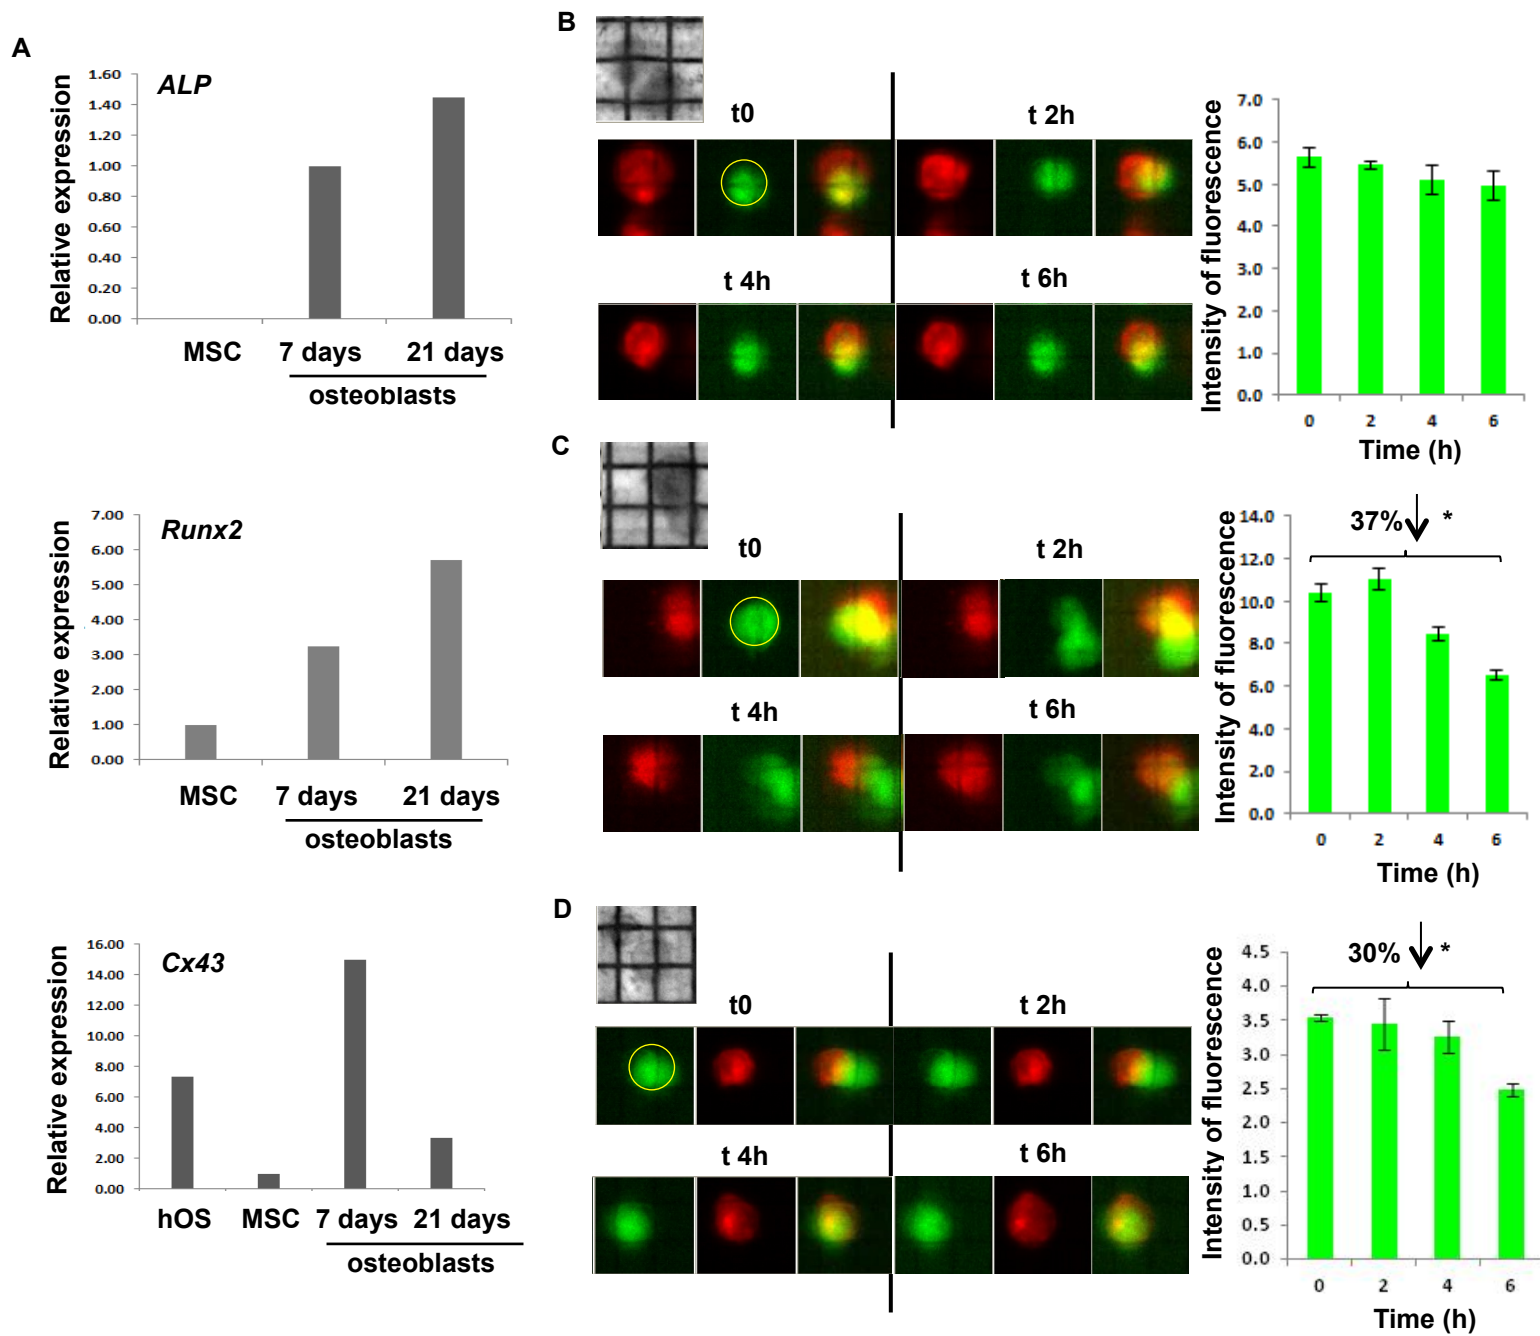 A
ALP
Relative expression
1.60
1.40
1.20
1.00
0.80
0.60
0.40
0.20
0.00
MSC 7 days 21 days
osteoblasts
Runx2
Relative expression
7.00
6.00
5.00
4.00
3.00
2.00
1.00
0.00
MSC 7 days 21 days
osteoblasts
Cx43
Relative expression
16.00
14.00
12.00
10.00
8.00
6.00
4.00
2.00
0.00
hOS MSC 7 days 21 days
osteoblasts
B
t0 t 2h
t 4h t 6h
Intensity of fluorescence
7.0
6.0
5.0
4.0
3.0
2.0
1.0
0.0
0 2 4 6
Time (h)
C
t0 t 2h
t 4h t 6h
37% *
Intensity of fluorescence
14.0
12.0
10.0
8.0
6.0
4.0
2.0
0.0
0 2 4 6
Time (h)
D
t0 t 2h
t 4h t 6h
30% *
Intensity of fluorescence
4.5
4.0
3.5
3.0
2.5
2.0
1.5
1.0
0.5
0.0
0 2 4 6
Time (h)